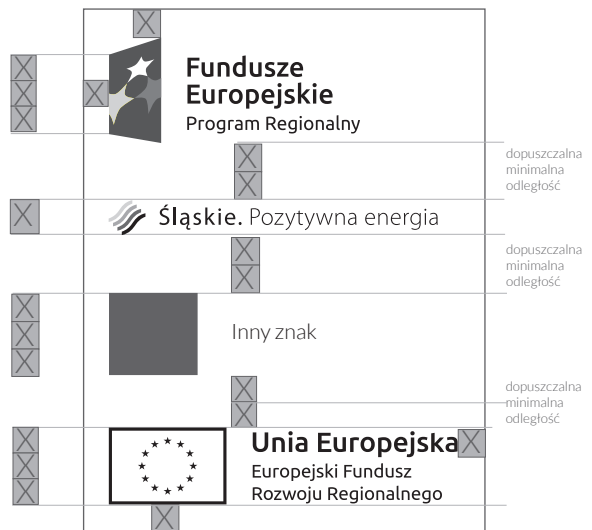 X
Fundusze
Europejskie
Program Regionalny
X
X
X
X
X
X
dopuszczalna
minimalna
odległość
X
Śląskie. Pozytywna energia
X
X
dopuszczalna
minimalna
odległość
X
X
X
Inny znak
X
X
dopuszczalna
minimalna
odległość
X
X
X
Unia Europejska
X
Europejski Fundusz
Rozwoju Regionalnego
X